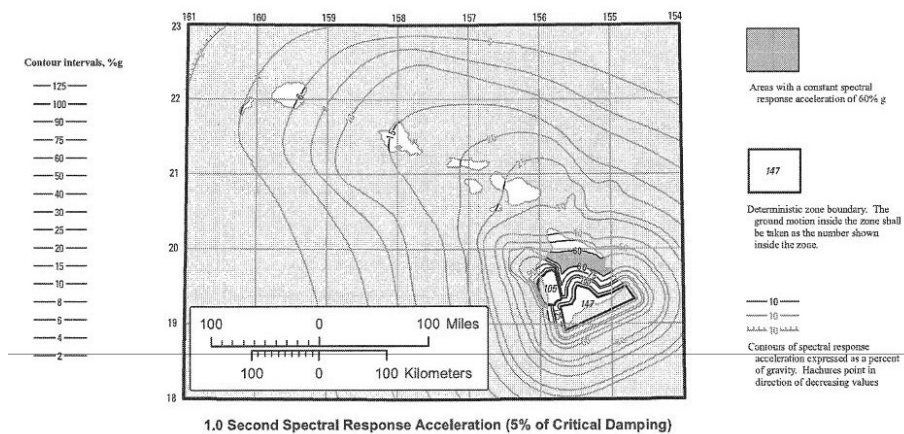 161 160 159 158 157 156 155 154
23
22
21
20
19
18
Contour intervals, %g
125
100
90
75
60
50
40
30
25
20
15
10
8
6
4
2
15
60
60
105
147
100 0 100 Miles
100 0 100 Kilometers
1.0 Second Spectral Response Acceleration (5% of Critical Damping)
Areas with a constant spectral
response acceleration of 60% g
147
Deterministic zone boundary. The
ground motion inside the zone shall
be taken as the number shown
inside the zone.
10
10
10
Contours of spectral response
acceleration expressed as a percent
of gravity. Hachures point in
direction of decreasing values